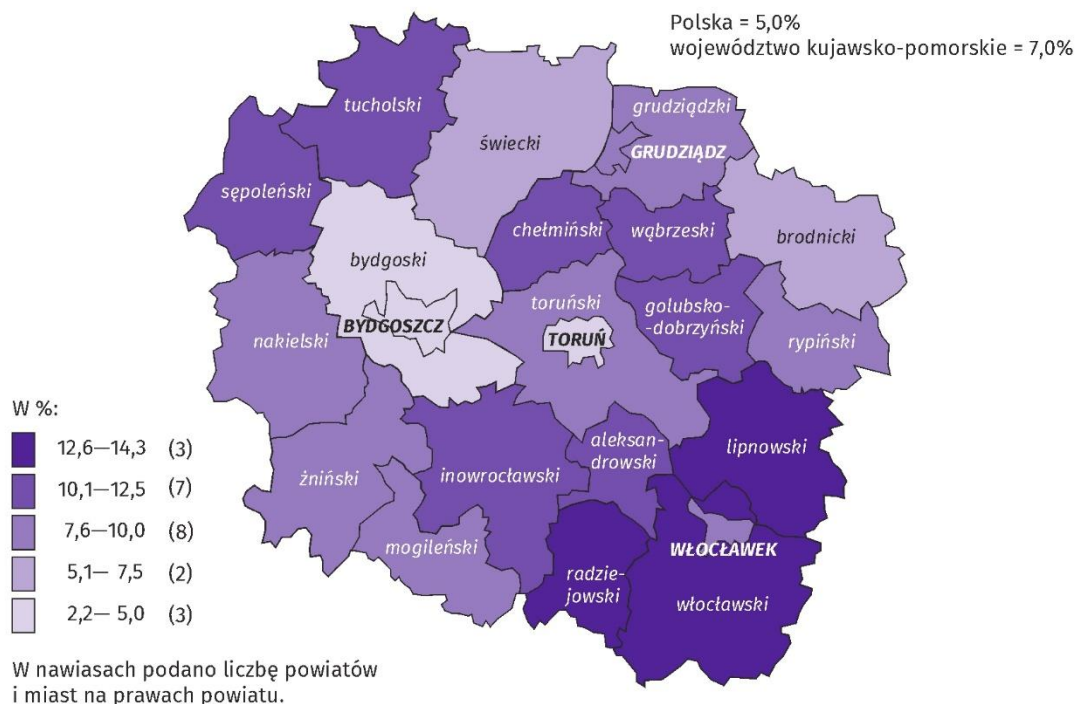 Polska = 5,0%
województwo kujawsko-pomorskie = 7,0%
tucholski
grudziądzki
świecki
GRUDZIĄDZ
sępoleński
chełmiński
wąbrzeski
brodnicki
bydgoski
toruński
golubsko-
-dobrzyński
BYDGOSZCZ
TORUŃ
nakielski
rypiński
aleksan-
drowski
lipnowski
inowrocławski
żniński
mogileński
WŁOCŁAWEK
radzie-
jowski
włocławski
W %:
12,6—14,3 (3)
10,1—12,5 (7)
7,6—10,0 (8)
5,1— 7,5 (2)
2,2— 5,0 (3)
W nawiasach podano liczbę powiatów
i miast na prawach powiatu.